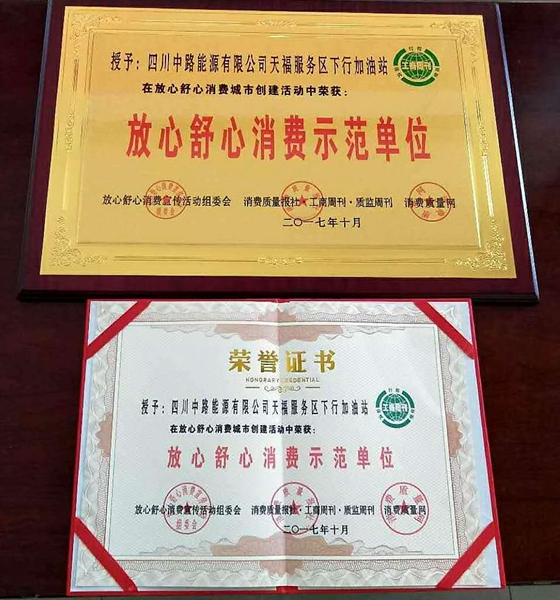 授予：四川中路能源有限公司天福服务区下行加油站
工商周刊
在放心舒心消费城市创建活动中荣获：
放心舒心消费示范单位
放心舒心消费宣传活动组委会 消费质量报社·工商周刊·质监周刊 消费质量网
二〇一七年十月
荣誉证书
HONORARY CREDENTIAL
授予：四川中路能源有限公司天福服务区下行加油站
工商周刊
在放心舒心消费城市创建活动中荣获：
放心舒心消费示范单位
放心舒心消费宣传活动组委会 消费质量报社·工商周刊·质监周刊 消费质量网
二〇一七年十月